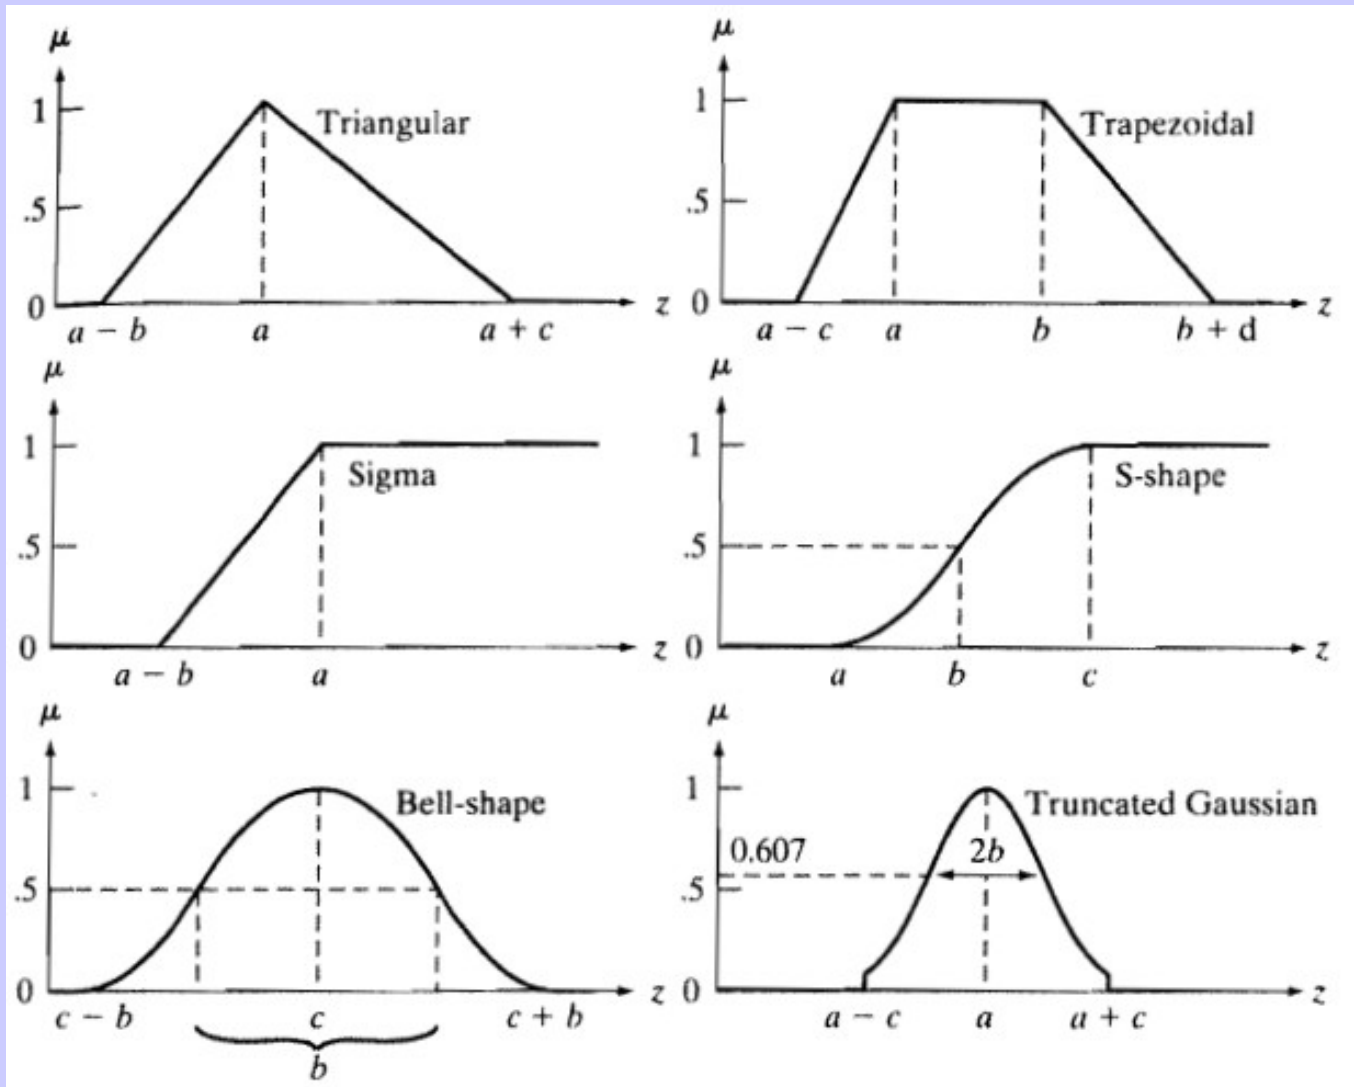 μ
1
Triangular
.5
0
z
a − b
a
a + c
μ
1
Trapezoidal
.5
0
z
a − c
a
b
b + d
μ
1
Sigma
.5
0
z
a − b
a
μ
1
S-shape
.5
0
z
a
b
c
μ
1
Bell-shape
.5
0
z
c − b
c
c + b
b
μ
1
Truncated Gaussian
0.607
2b
.5
0
z
a − c
a
a + c